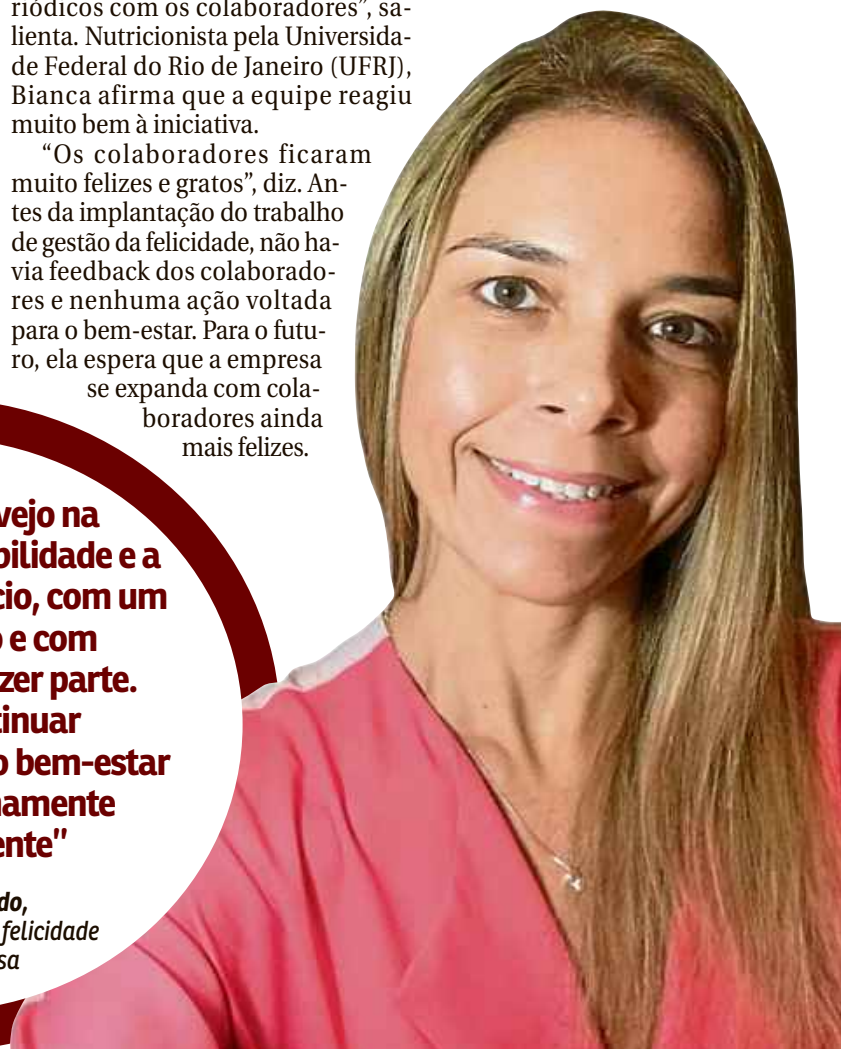 riódicos com os colaboradores”, sa-
lienta. Nutricionista pela Universida-
de Federal do Rio de Janeiro (UFRJ),
Bianca afirma que a equipe reagiu
muito bem à iniciativa.
“Os colaboradores ficaram
muito felizes e gratos”, diz. An-
tes da implantação do trabalho
de gestão da felicidade, não ha-
via feedback dos colaborado-
res e nenhuma ação voltada
para o bem-estar. Para o futu-
ro, ela espera que a empresa
se expanda com cola-
boradores ainda
mais felizes.
vejo na
bilidade e a
cio, com um
o e com
zer parte.
tinuar
o bem-estar
namente
ente"
do,
felicidade
sa